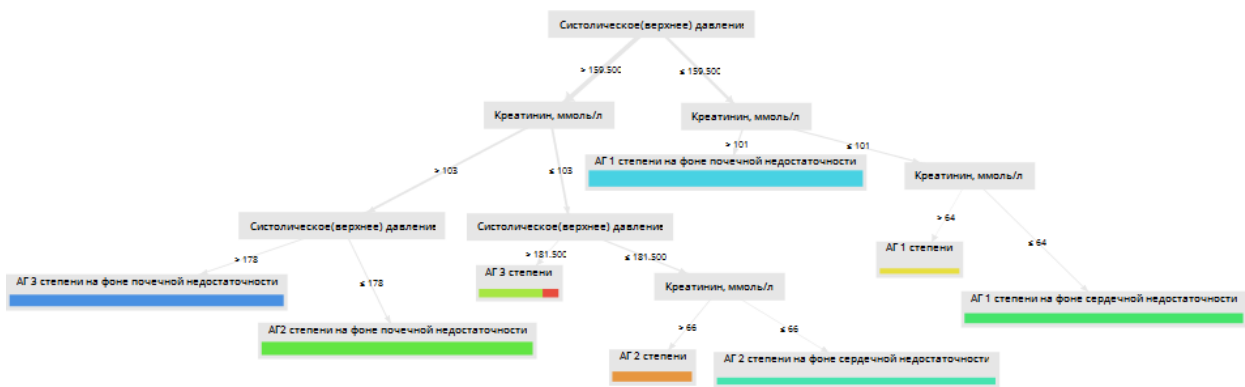 Систолическое(верхнее) давление
> 159.500
≤ 159.500
Креатинин, ммоль/л
Креатинин, ммоль/л
> 103
≤ 103
> 101
≤ 101
АГ 1 степени на фоне почечной недостаточности
Креатинин, ммоль/л
Систолическое(верхнее) давление
Систолическое(верхнее) давление
> 64
≤ 64
> 178
≤ 178
> 181.500
≤ 181.500
АГ 1 степени
АГ 3 степени на фоне почечной недостаточности
АГ 3 степени
Креатинин, ммоль/л
АГ 1 степени на фоне сердечной недостаточности
АГ2 степени на фоне почечной недостаточности
> 66
≤ 66
АГ 2 степени
АГ 2 степени на фоне сердечной недостаточности